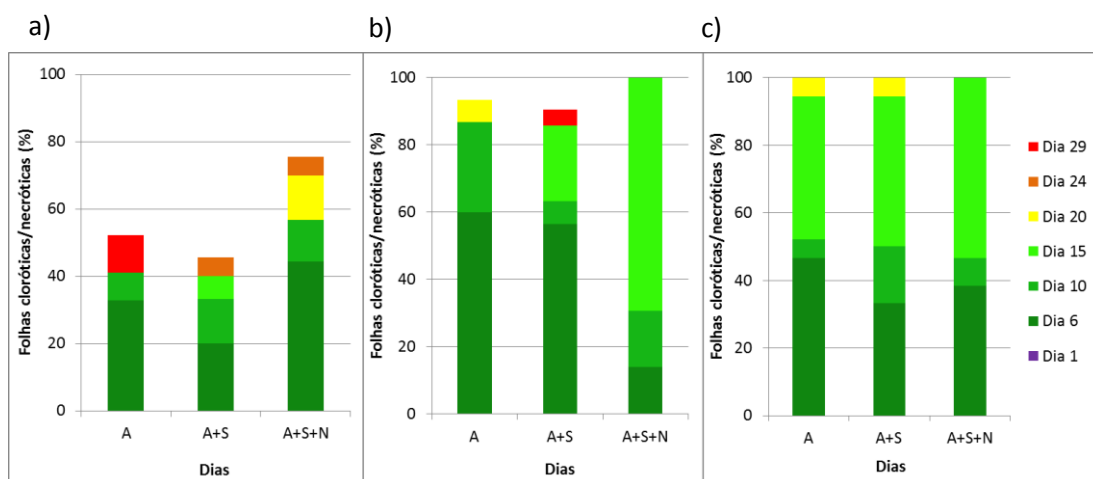 a)
b)
c)
Folhas cloróticas/necróticas (%)
100
80
60
40
20
0
A
A+S
A+S+N
Dias
Folhas cloróticas/necróticas (%)
100
80
60
40
20
0
A
A+S
A+S+N
Dias
Folhas cloróticas/necróticas (%)
100
80
60
40
20
0
A
A+S
A+S+N
Dias
Dia 29
Dia 24
Dia 20
Dia 15
Dia 10
Dia 6
Dia 1